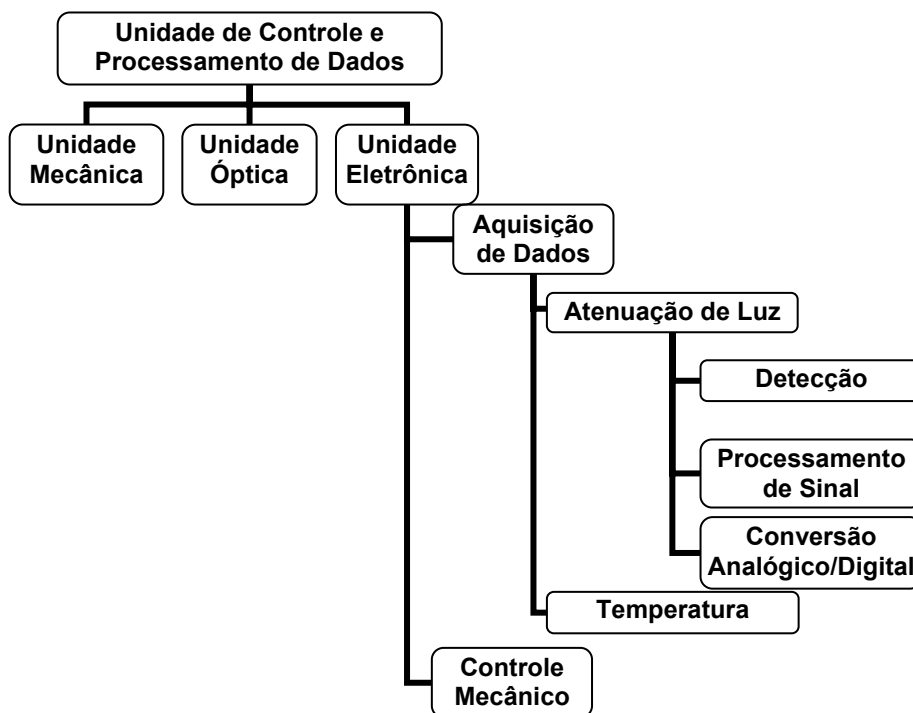 Unidade de Controle e
Processamento de Dados
Unidade
Mecânica
Unidade
Óptica
Unidade
Eletrônica
Aquisição
de Dados
Atenuação de Luz
Detecção
Processamento
de Sinal
Conversão
Analógico/Digital
Temperatura
Controle
Mecânico